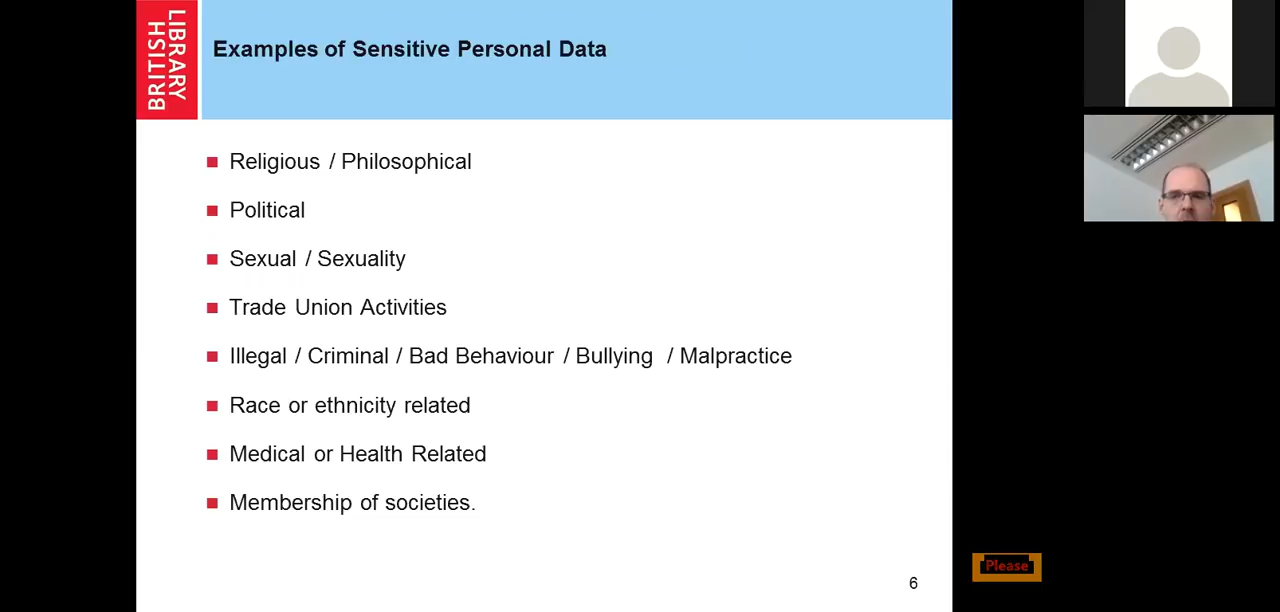 LIBRARY
BRITISH
Examples of Sensitive Personal Data
Religious / Philosophical
Political
Sexual / Sexuality
Trade Union Activities
Illegal / Criminal / Bad Behaviour / Bullying / Malpractice
Race or ethnicity related
Medical or Health Related
Membership of societies.
6
Please